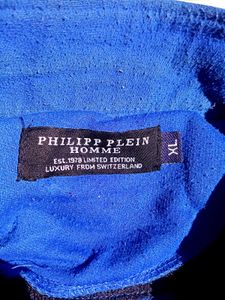 PHILIPP PLEIN
HOMME
Est.1978 LIMITED EDITION
LUXURY FROM SWITZERLAND
XL